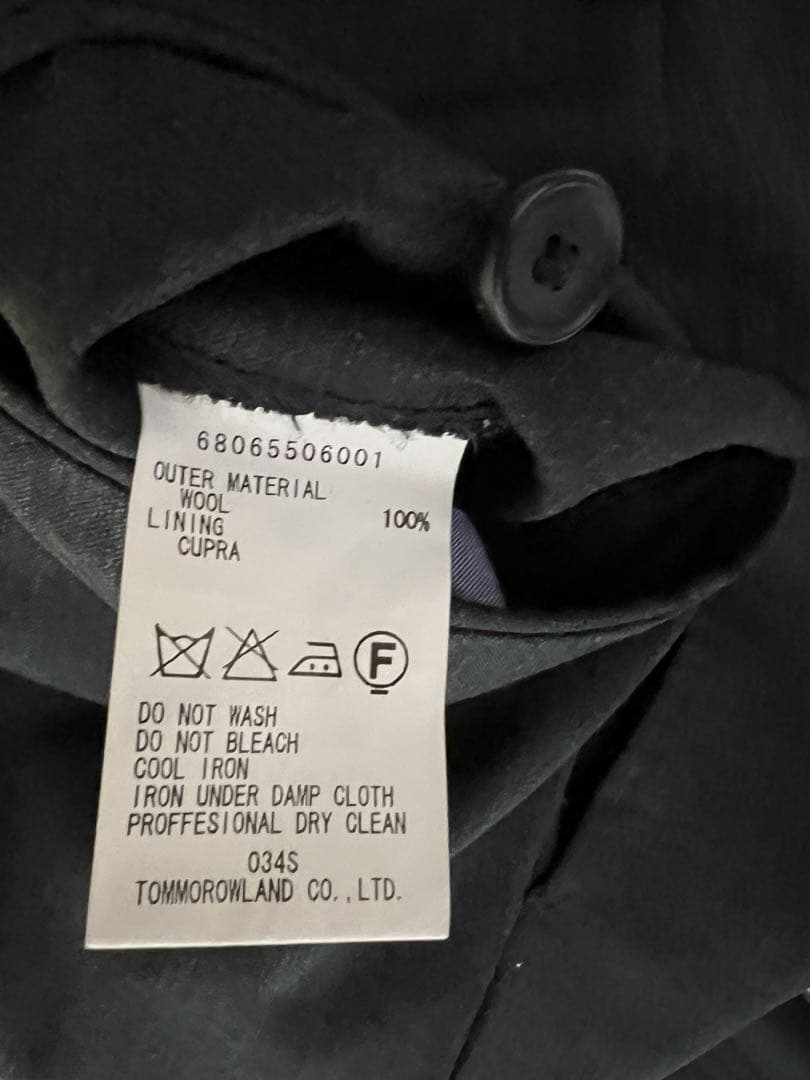 68065506001
OUTER MATERIAL
WOOL 100%
LINING
CUPRA
F
DO NOT WASH
DO NOT BLEACH
COOL IRON
IRON UNDER DAMP CLOTH
PROFFESIONAL DRY CLEAN
034S
TOMMOROWLAND CO.,LTD.